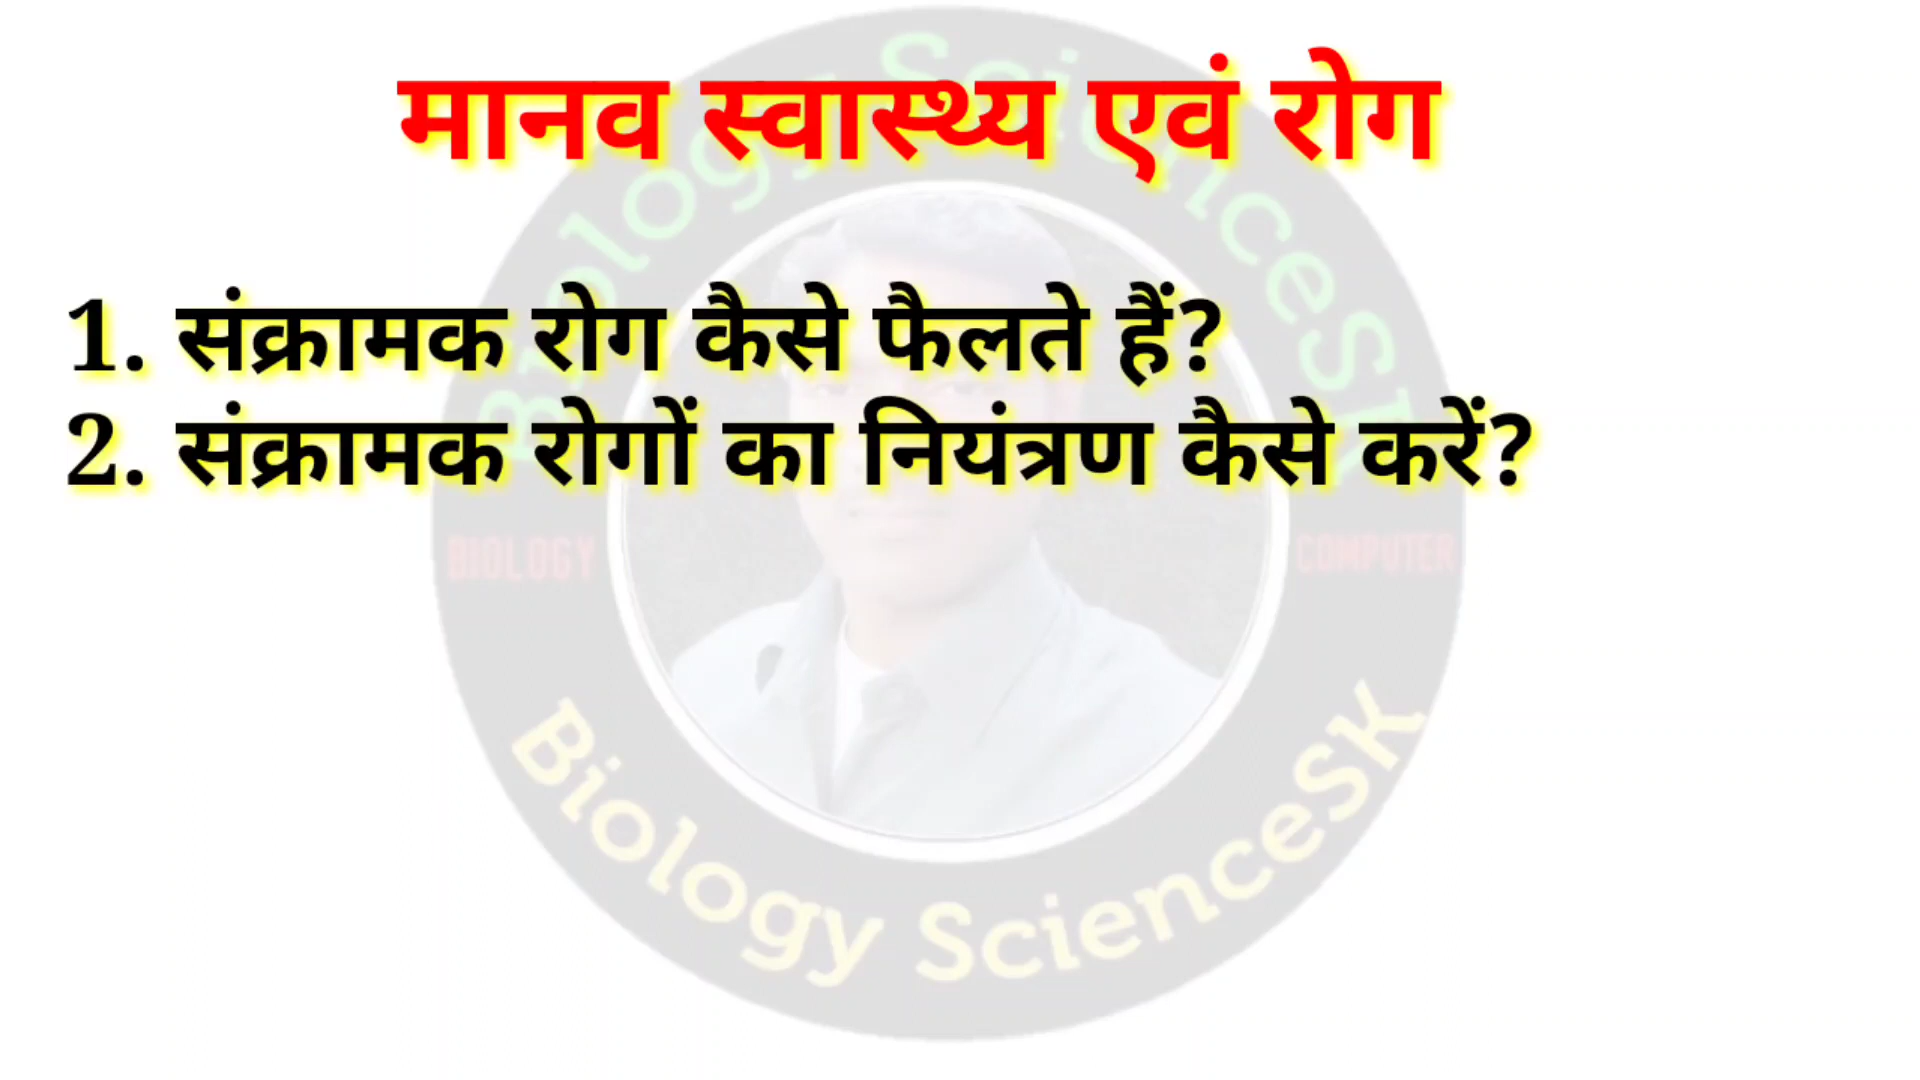 मानव स्वास्थ्य एवं रोग
1. संक्रामक रोग कैसे फैलते हैं?
2. संक्रामक रोगों का नियंत्रण कैसे करें?
Biology ScienceSK
BIOLOGY
COMPUTER
Biology ScienceSK